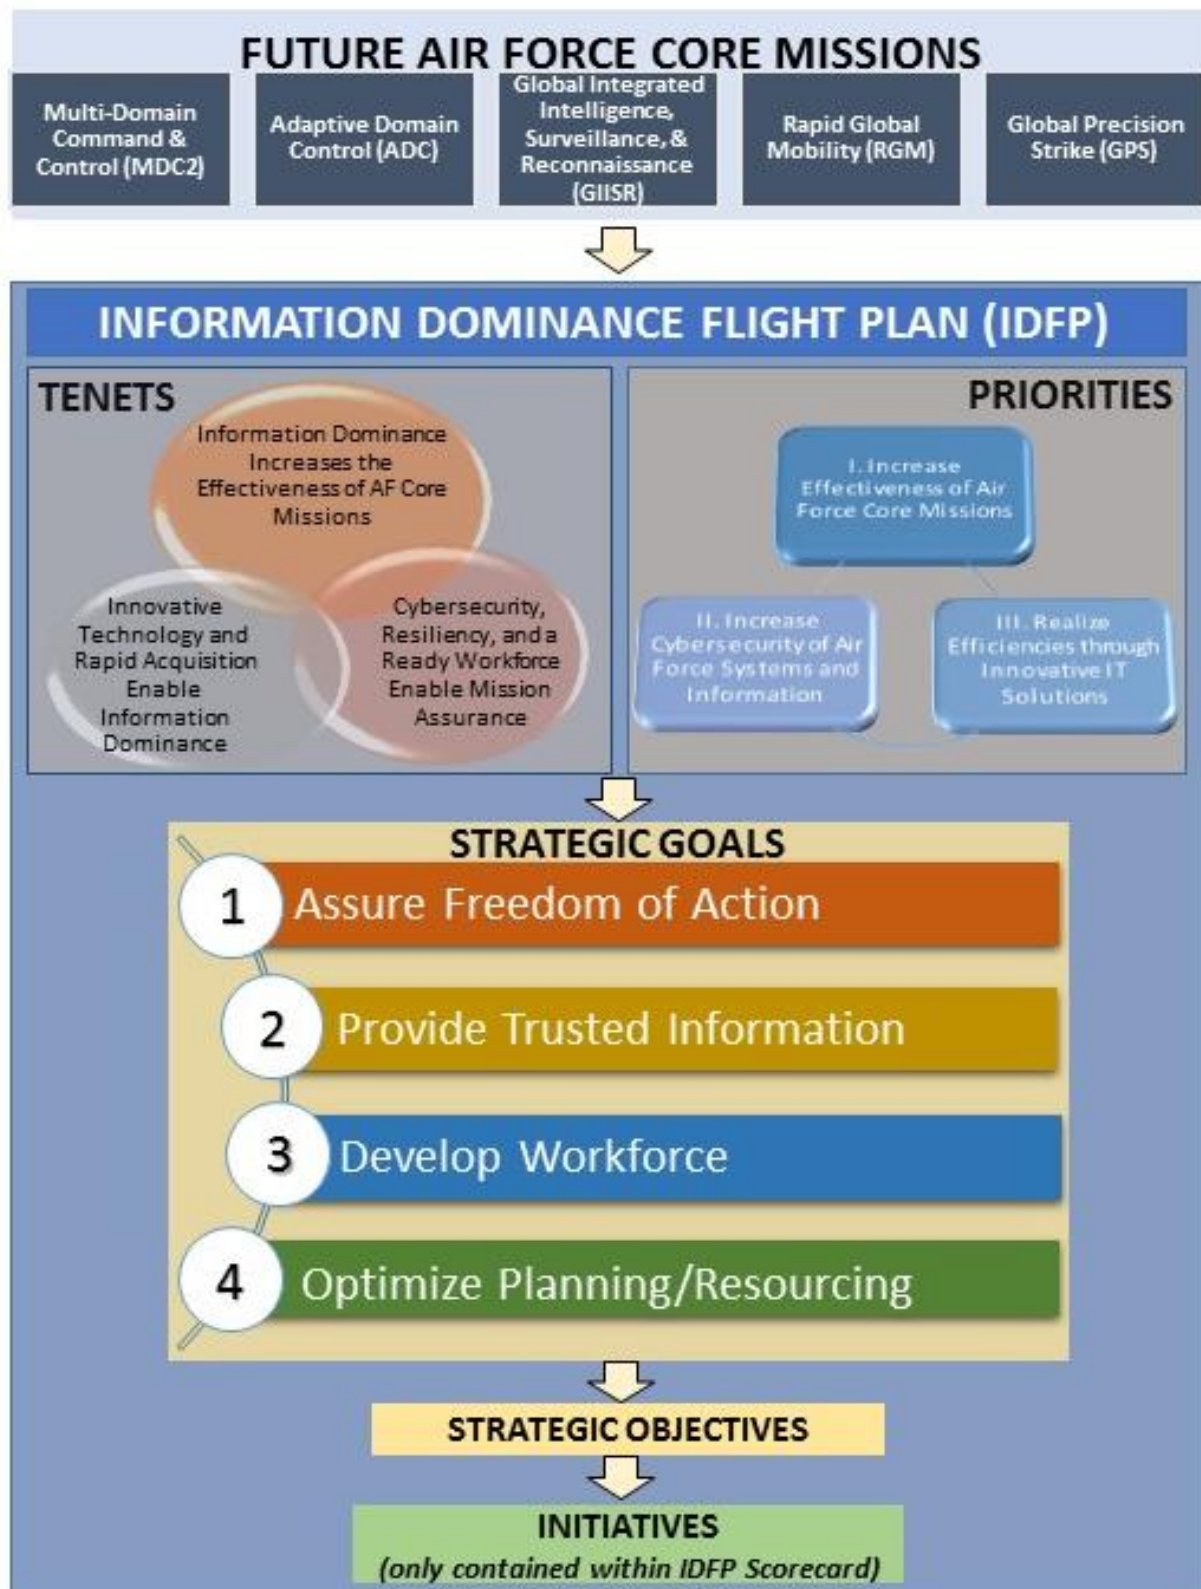 FUTURE AIR FORCE CORE MISSIONS
Multi-Domain
Command &
Control (MDC2)
Adaptive Domain
Control (ADC)
Global Integrated
Intelligence,
Surveillance, &
Reconnaissance
(GIISR)
Rapid Global
Mobility (RGM)
Global Precision
Strike (GPS)
INFORMATION DOMINANCE FLIGHT PLAN (IDFP)
TENETS
Information Dominance
Increases the
Effectiveness of AF Core
Missions
Innovative
Technology and
Rapid Acquisition
Enable
Information
Dominance
Cybersecurity,
Resiliency, and a
Ready Workforce
Enable Mission
Assurance
PRIORITIES
I. Increase
Effectiveness of Air
Force Core Missions
II. Increase
Cybersecurity of Air
Force Systems and
Information
III. Realize
Efficiencies through
Innovative IT
Solutions
STRATEGIC GOALS
1 Assure Freedom of Action
2 Provide Trusted Information
3 Develop Workforce
4 Optimize Planning/Resourcing
STRATEGIC OBJECTIVES
INITIATIVES
(only contained within IDFP Scorecard)